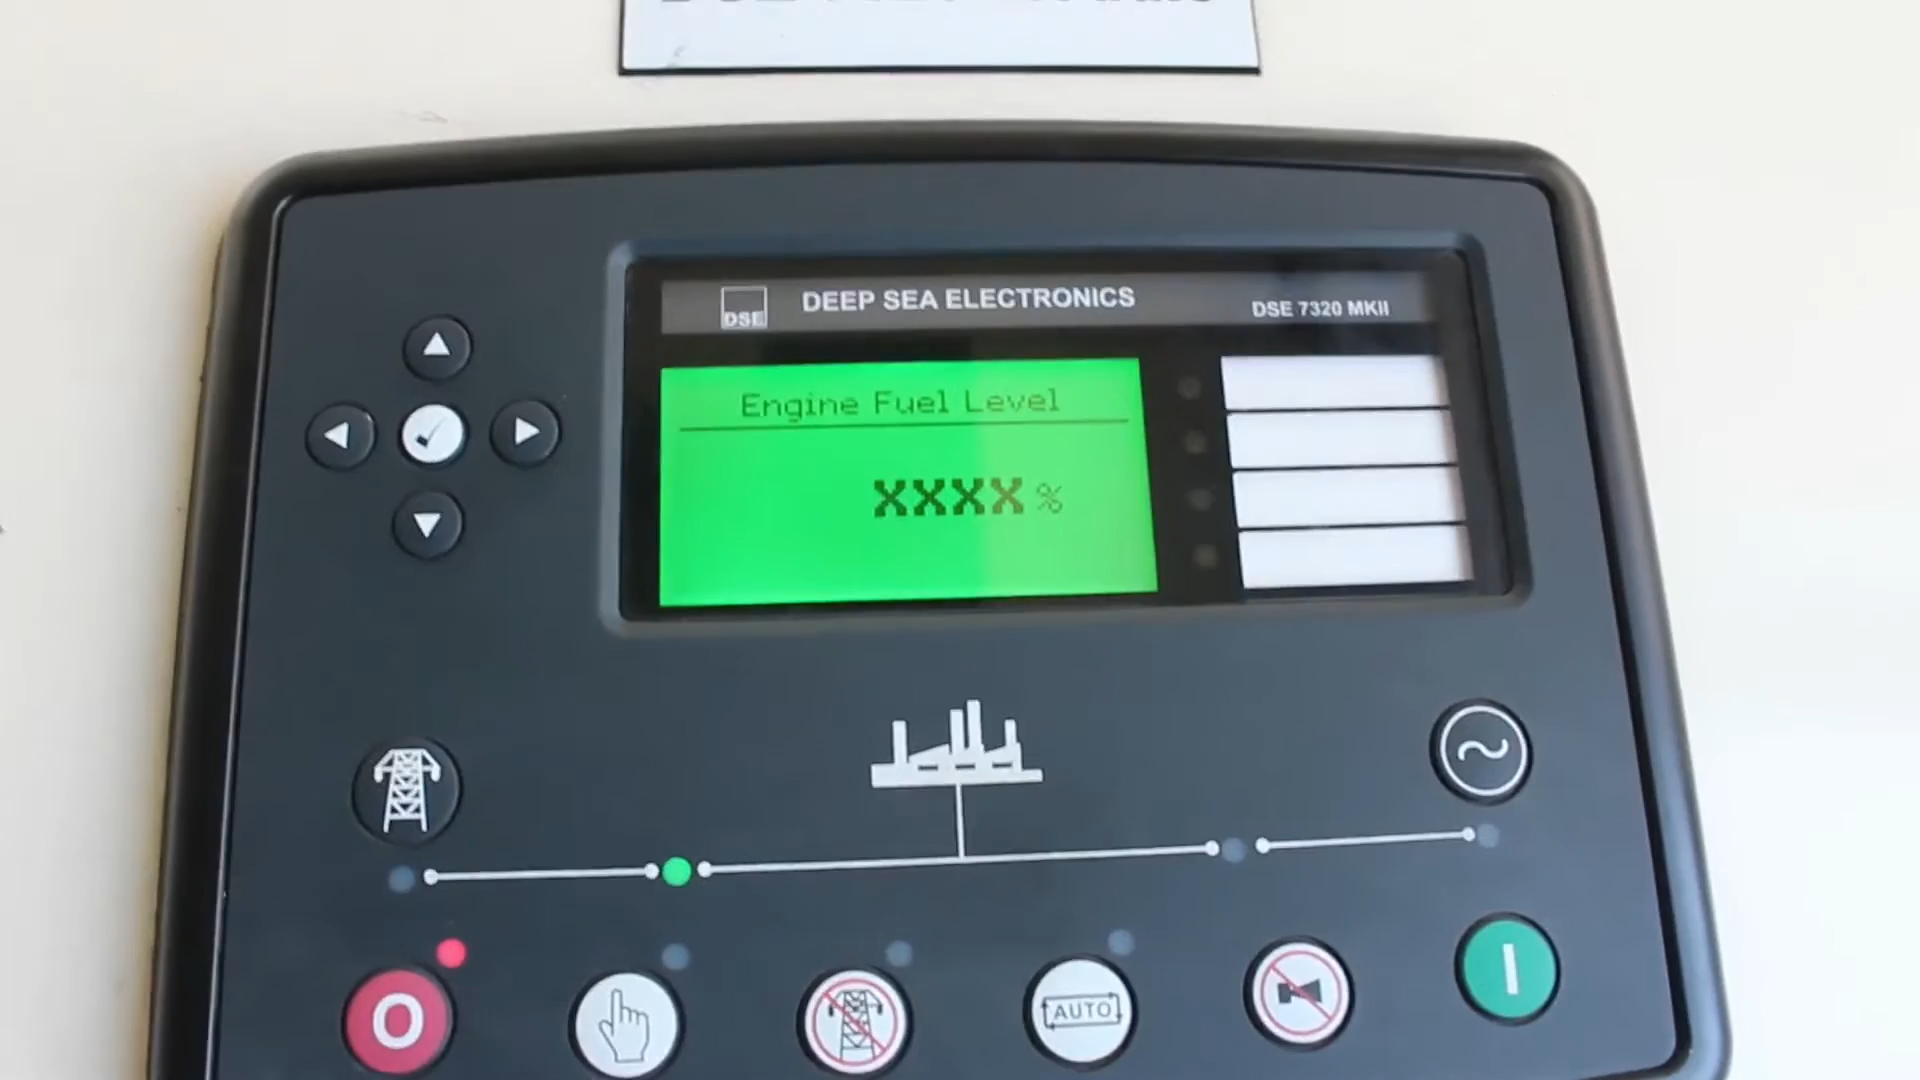 DSE
DEEP SEA ELECTRONICS
DSE 7320 MKII
Engine Fuel Level
XXXX %
O
AUTO
I